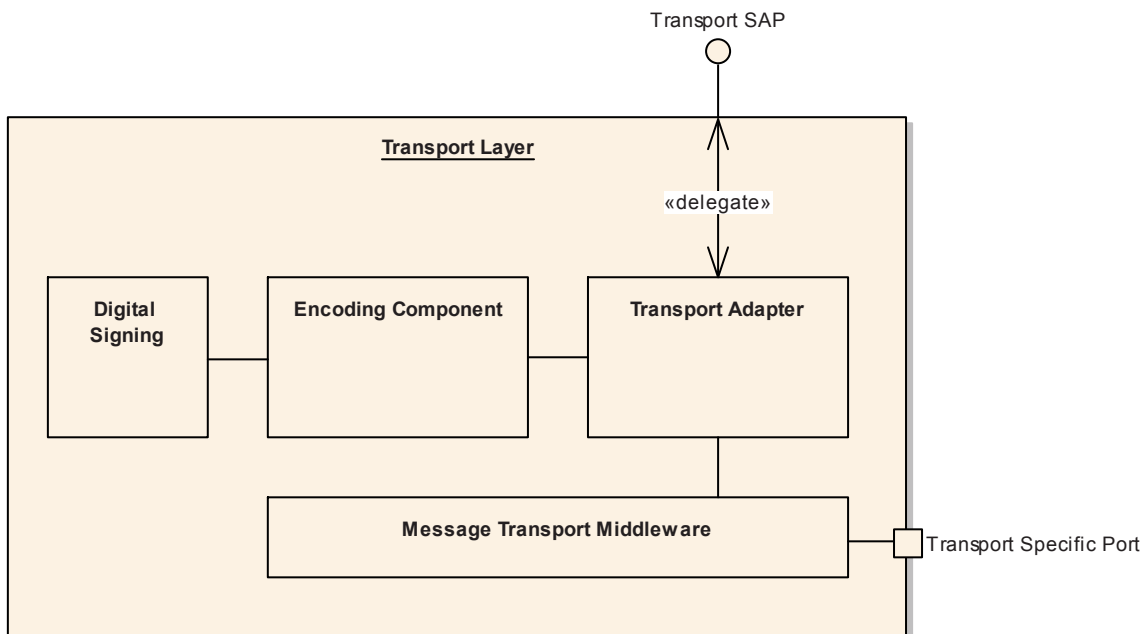 Transport SAP
Transport Layer
«delegate»
Digital
Signing
Encoding Component
Transport Adapter
Message Transport Middleware
Transport Specific Port